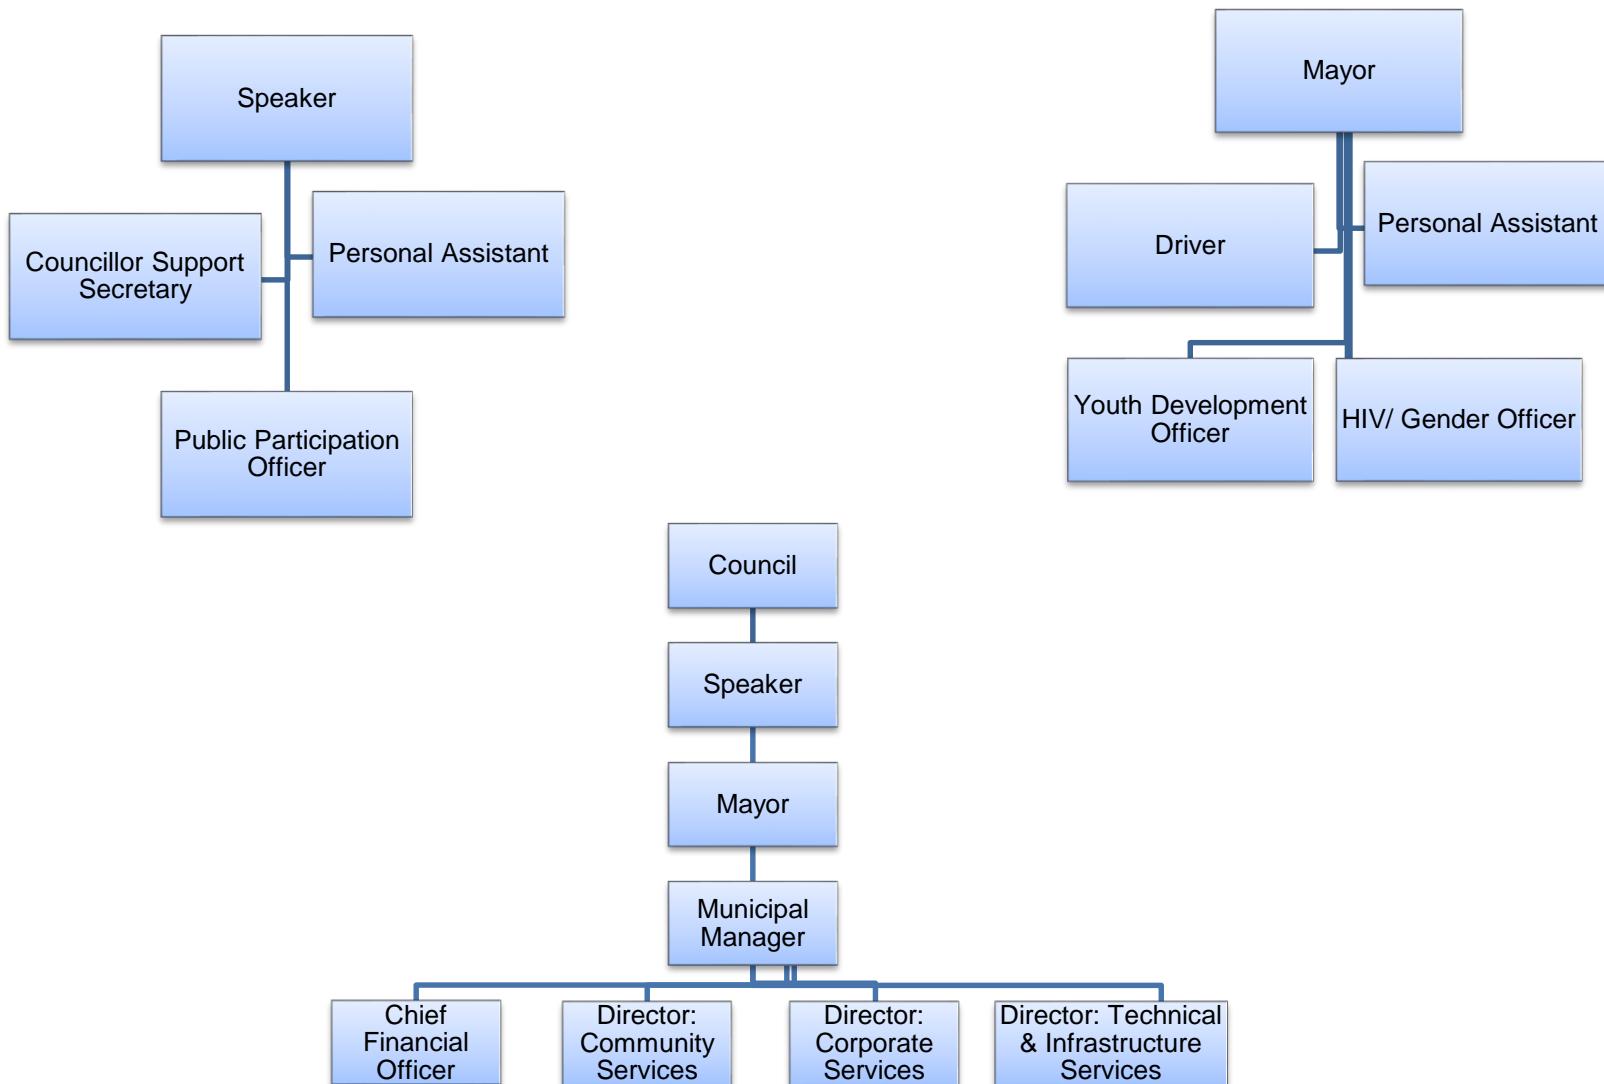 Speaker
Councillor Support
Secretary
Personal Assistant
Public Participation
Officer
Mayor
Driver
Personal Assistant
Youth Development
Officer
HIV/ Gender Officer
Council
Speaker
Mayor
Municipal
Manager
Chief
Financial
Officer
Director:
Community
Services
Director:
Corporate
Services
Director: Technical
& Infrastructure
Services